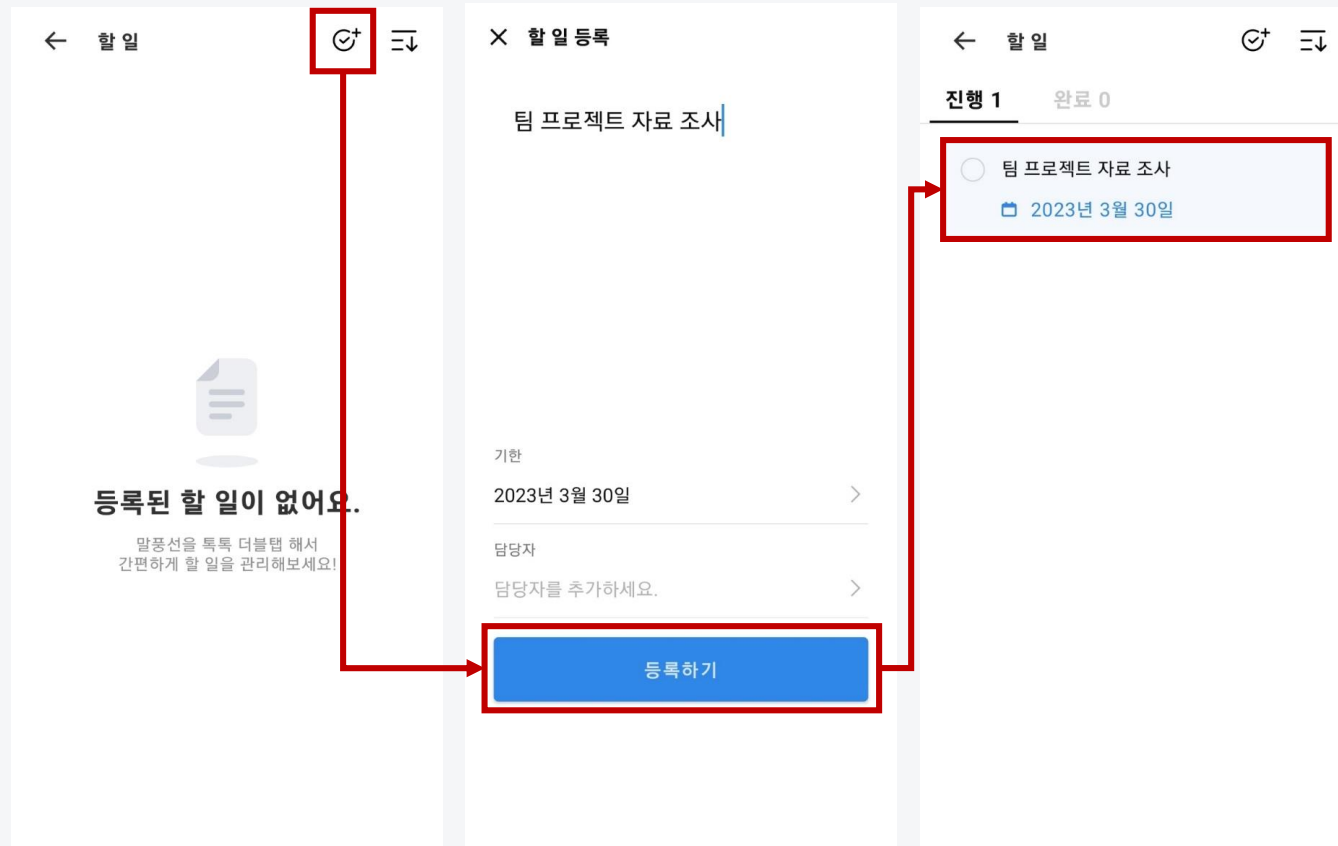 할 일
등록된 할 일이 없어요.
말풍선을 톡톡 더블탭 해서
간편하게 할 일을 관리해보세요!
할 일 등록
팀 프로젝트 자료 조사
기한
2023년 3월 30일
담당자
담당자를 추가하세요.
등록하기
할 일
진행 1 완료 0
팀 프로젝트 자료 조사
2023년 3월 30일